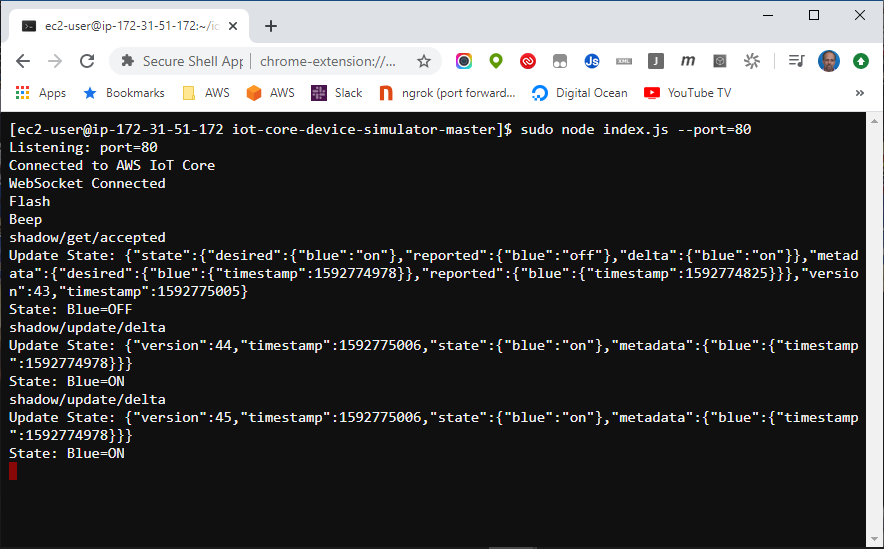 ec2-user@ip-172-31-51-172:~/io
Secure Shell App
chrome-extension://...
Js
XML
J
m
Apps
Bookmarks
AWS
AWS
Slack
ngrok (port forward...
Digital Ocean
YouTube TV
»
[ec2-user@ip-172-31-51-172 iot-core-device-simulator-master]$ sudo node index.js --port=80
Listening: port=80
Connected to AWS IoT Core
WebSocket Connected
Flash
Beep
shadow/get/accepted
Update State: {"state":{"desired":{"blue":"on"},"reported":{"blue":"off"},"delta":{"blue":"on"}},"metad
ata":{"desired":{"blue":{"timestamp":1592774978}},"reported":{"blue":{"timestamp":1592774825}}},"versio
n":43,"timestamp":1592775005}
State: Blue=OFF
shadow/update/delta
Update State: {"version":44,"timestamp":1592775006,"state":{"blue":"on"},"metadata":{"blue":{"timestamp
":1592774978}}}
State: Blue=ON
shadow/update/delta
Update State: {"version":45,"timestamp":1592775006,"state":{"blue":"on"},"metadata":{"blue":{"timestamp
":1592774978}}}
State: Blue=ON